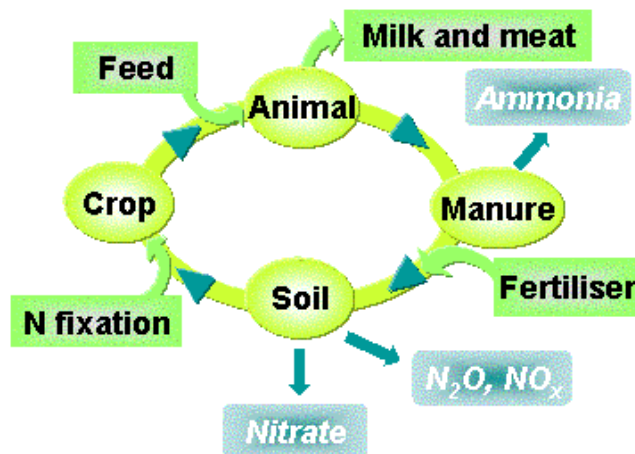 Milk and meat
Feed
Animal
Ammonia
Crop
Manure
Soil
Fertiliser
N fixation
N₂O, NOₓ
Nitrate